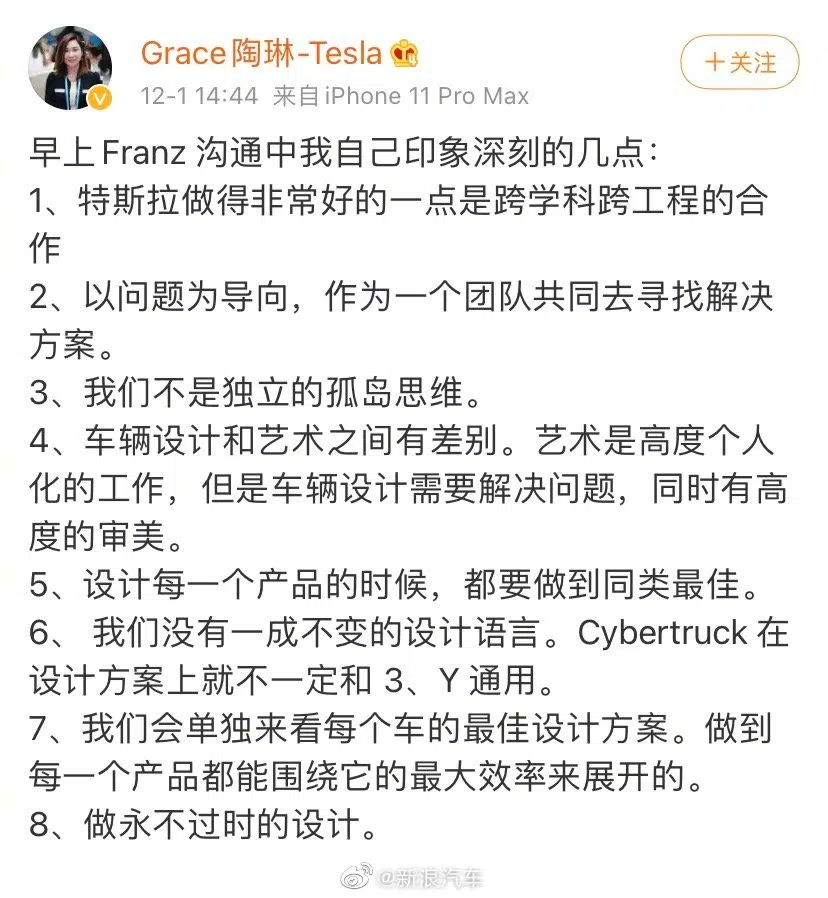 Grace陶琳-Tesla
12-1 14:44 来自iPhone 11 Pro Max
+关注
早上Franz 沟通中我自己印象深刻的几点：
1、特斯拉做得非常好的一点是跨学科跨工程的合
作
2、以问题为导向，作为一个团队共同去寻找解决
方案。
3、我们不是独立的孤岛思维。
4、车辆设计和艺术之间有差别。艺术是高度个人
化的工作，但是车辆设计需要解决问题，同时有高
度的审美。
5、设计每一个产品的时候，都要做到同类最佳。
6、 我们没有一成不变的设计语言。Cybertruck 在
设计方案上就不一定和 3、Y 通用。
7、我们会单独来看每个车的最佳设计方案。做到
每一个产品都能围绕它的最大效率来展开的。
8、做永不过时的设计。
@新浪汽车